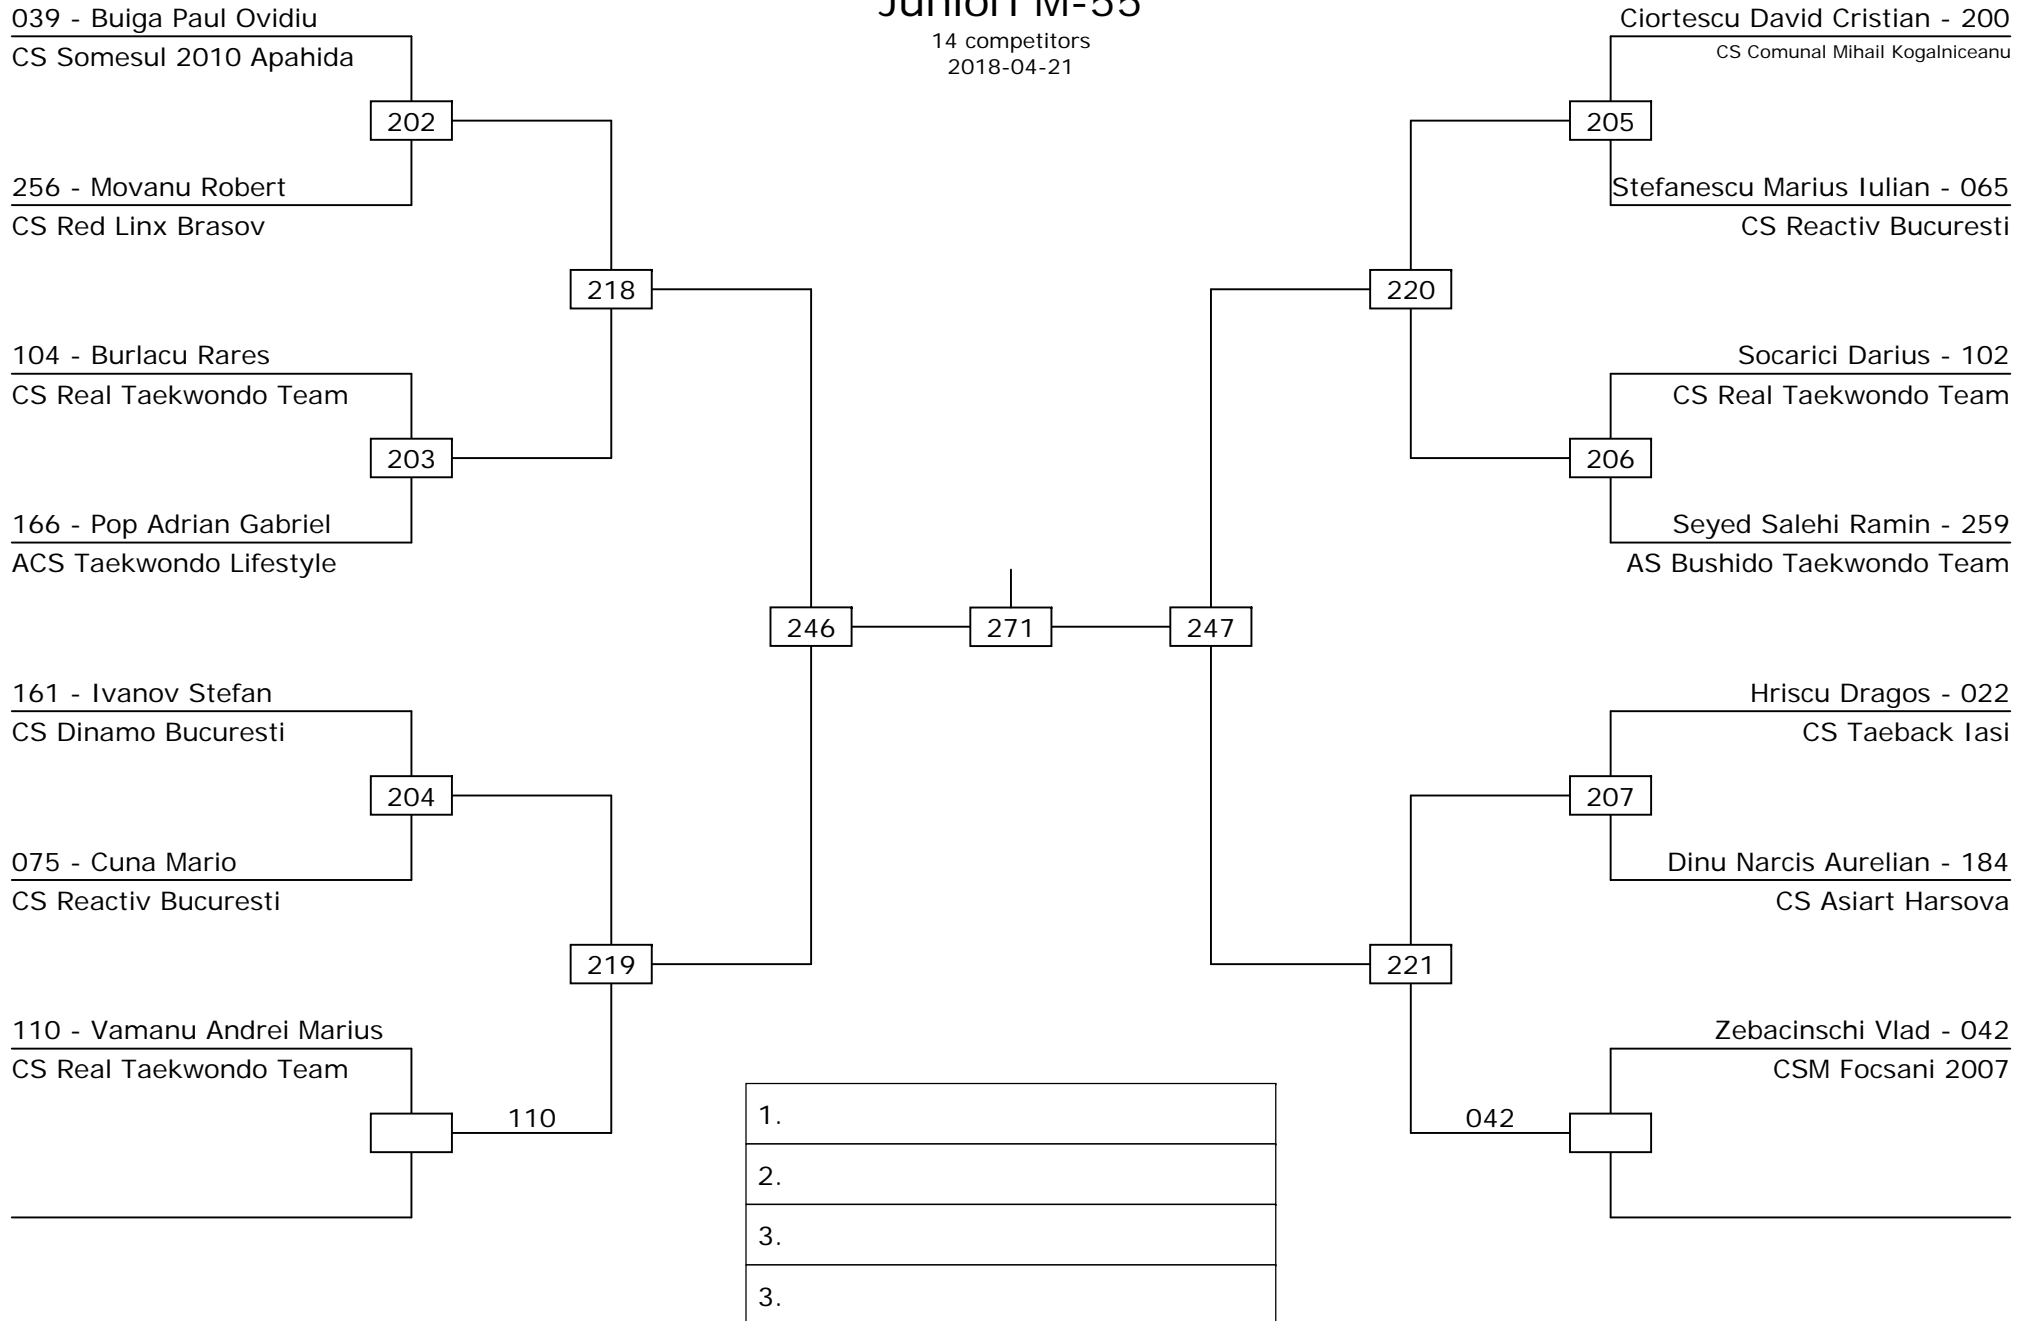 Juniori M-55
14 competitors
2018-04-21
039 - Buiga Paul Ovidiu
CS Somesul 2010 Apahida
202
256 - Movanu Robert
CS Red Linx Brasov
218
104 - Burlacu Rares
CS Real Taekwondo Team
203
166 - Pop Adrian Gabriel
ACS Taekwondo Lifestyle
246
161 - Ivanov Stefan
CS Dinamo Bucuresti
204
075 - Cuna Mario
CS Reactiv Bucuresti
219
110 - Vamanu Andrei Marius
CS Real Taekwondo Team
110
271
Ciortescu David Cristian - 200
CS Comunal Mihail Kogalniceanu
205
Stefanescu Marius Iulian - 065
CS Reactiv Bucuresti
220
Socarici Darius - 102
CS Real Taekwondo Team
206
Seyed Salehi Ramin - 259
AS Bushido Taekwondo Team
247
Hriscu Dragos - 022
CS Taeback Iasi
207
Dinu Narcis Aurelian - 184
CS Asiart Harsova
221
Zebacinschi Vlad - 042
CSM Focsani 2007
042
1.
2.
3.
3.